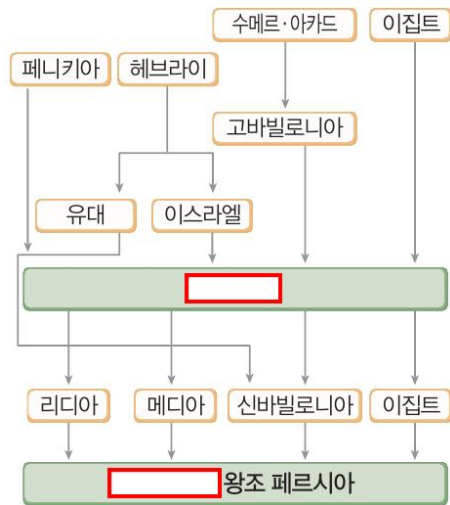 수메르·아카드
이집트
페니키아
헤브라이
고바빌로니아
유대
이스라엘
리디아
메디아
신바빌로니아
이집트
왕조 페르시아